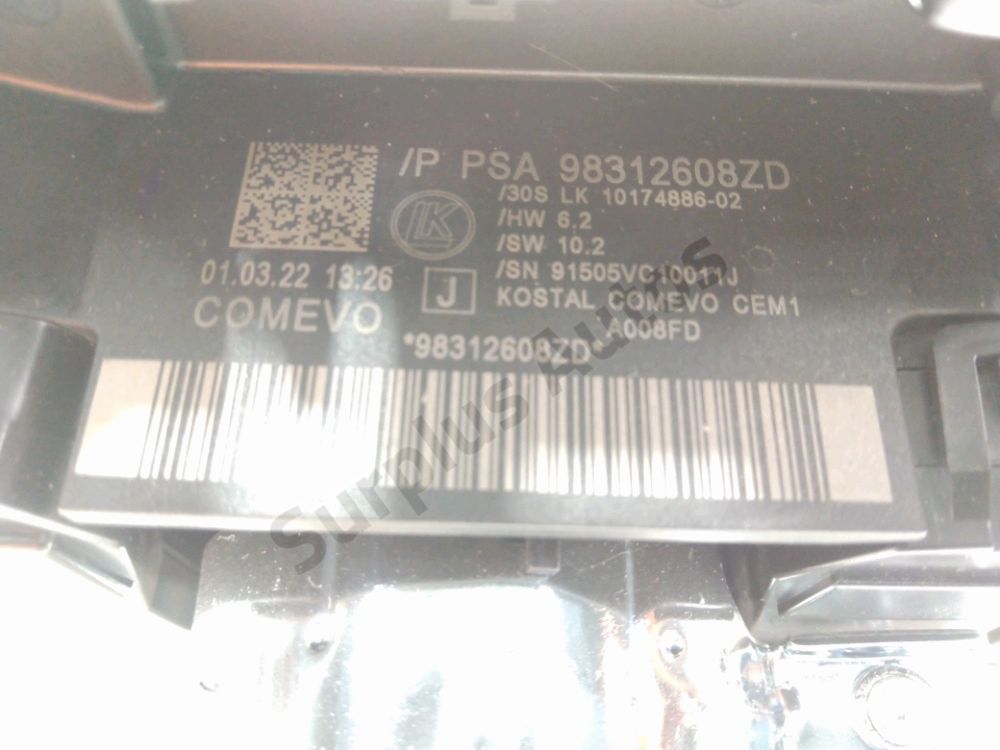 /P PSA 98312608ZD
/30S LK 10174886-02
/HW 6.2
/SW 10.2
/SN 91505VC10011J
KOSTAL COMEVO CEM1
A008FD
LK
J
01.03.22 13:26
COMEVO
*98312608ZD*
Surplus Autos